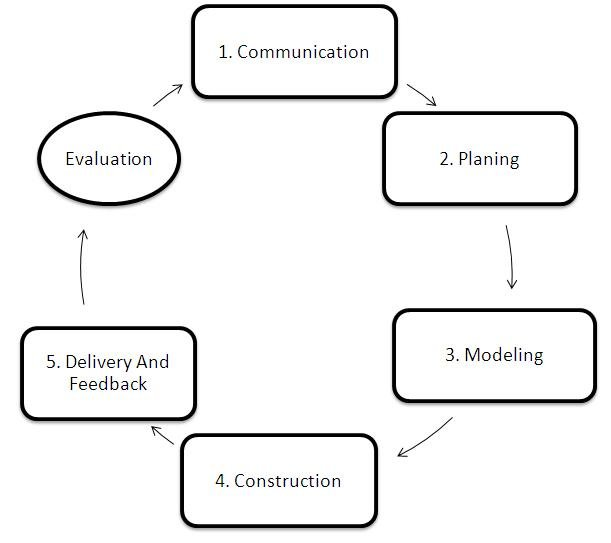 1. Communication
2. Planing
3. Modeling
4. Construction
5. Delivery And
Feedback
Evaluation